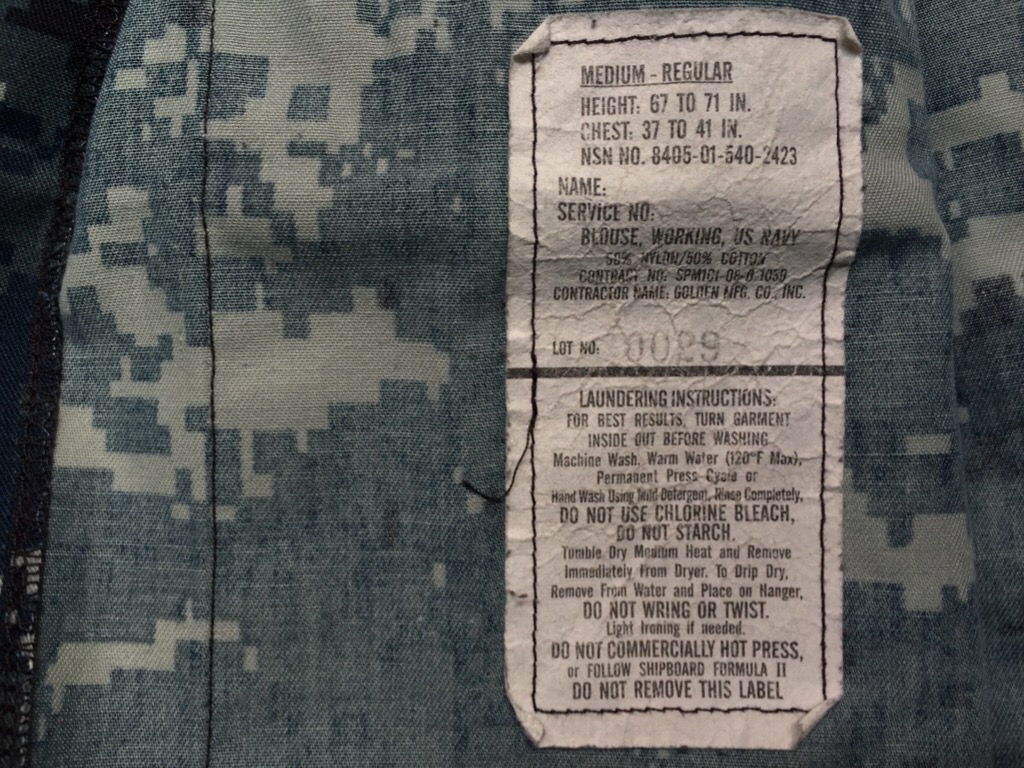 MEDIUM - REGULAR
HEIGHT: 67 TO 71 IN.
CHEST: 37 TO 41 IN.
NSN NO. 8405-01-540-2423
NAME:
SERVICE NO:
BLOUSE, WORKING, US NAVY
50% NYLON/50% COTTON
CONTRACT NO: SPM1C1-08-D-1080
CONTRACTOR NAME: GOLDEN MFG. CO., INC.
LOT NO: 0029
LAUNDERING INSTRUCTIONS:
FOR BEST RESULTS, TURN GARMENT
INSIDE OUT BEFORE WASHING
Machine Wash, Warm Water (120°F Max),
Permanent Press Cycle or
Hand Wash Using Mild Detergent, Rinse Completely,
DO NOT USE CHLORINE BLEACH,
DO NOT STARCH.
Tumble Dry Medium Heat and Remove
Immediately From Dryer. To Drip Dry,
Remove From Water and Place on Hanger,
DO NOT WRING OR TWIST.
Light Ironing if needed.
DO NOT COMMERCIALLY HOT PRESS,
or FOLLOW SHIPBOARD FORMULA II
DO NOT REMOVE THIS LABEL